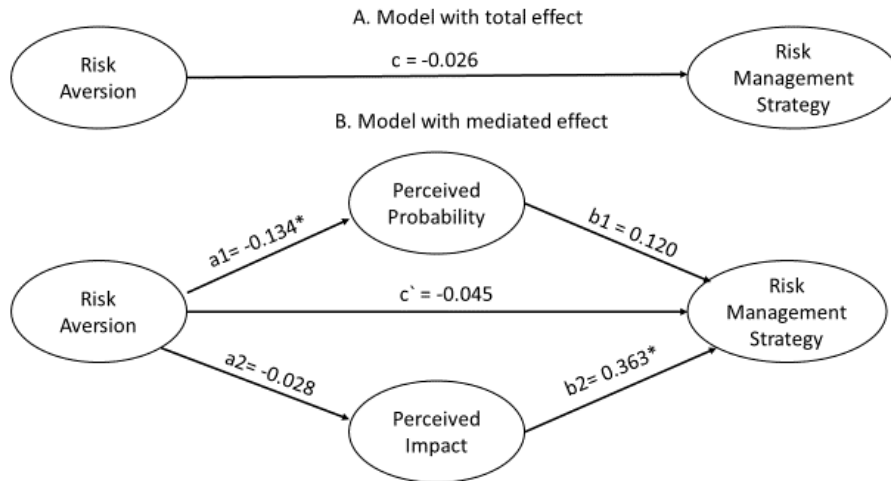 A. Model with total effect
Risk
Aversion
c = -0.026
Risk
Management
Strategy
B. Model with mediated effect
Perceived
Probability
a1= -0.134*
b1 = 0.120
Risk
Aversion
c` = -0.045
Risk
Management
Strategy
a2= -0.028
b2= 0.363*
Perceived
Impact